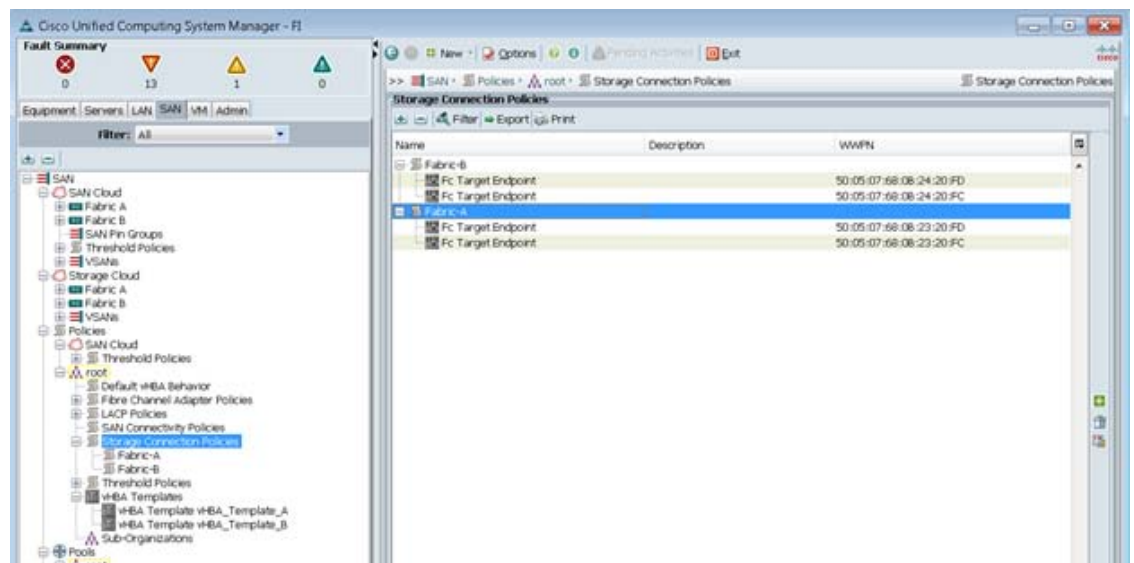 Cisco Unified Computing System Manager - FI
Fault Summary
0 13 1 0
Equipment Servers LAN SAN VM Admin
Filter: All
SAN
SAN Cloud
Fabric A
Fabric B
SAN Pin Groups
Threshold Policies
VSANs
Storage Cloud
Fabric A
Fabric B
VSANs
Policies
SAN Cloud
Threshold Policies
root
Default vHBA Behavior
Fibre Channel Adapter Policies
LACP Policies
SAN Connectivity Policies
Storage Connection Policies
Fabric-A
Fabric-B
Threshold Policies
vHBA Templates
vHBA Template vHBA_Template_A
vHBA Template vHBA_Template_B
Sub-Organizations
Pools
New Options Pending Activities Exit
cisco
>> SAN Policies root Storage Connection Policies Storage Connection Policies
Storage Connection Policies
Filter Export Print
Name Description WWPN
Fabric-B
Fc Target Endpoint 50:05:07:68:0B:24:20:FD
Fc Target Endpoint 50:05:07:68:0B:24:20:FC
Fabric-A
Fc Target Endpoint 50:05:07:68:0B:23:20:FD
Fc Target Endpoint 50:05:07:68:0B:23:20:FC